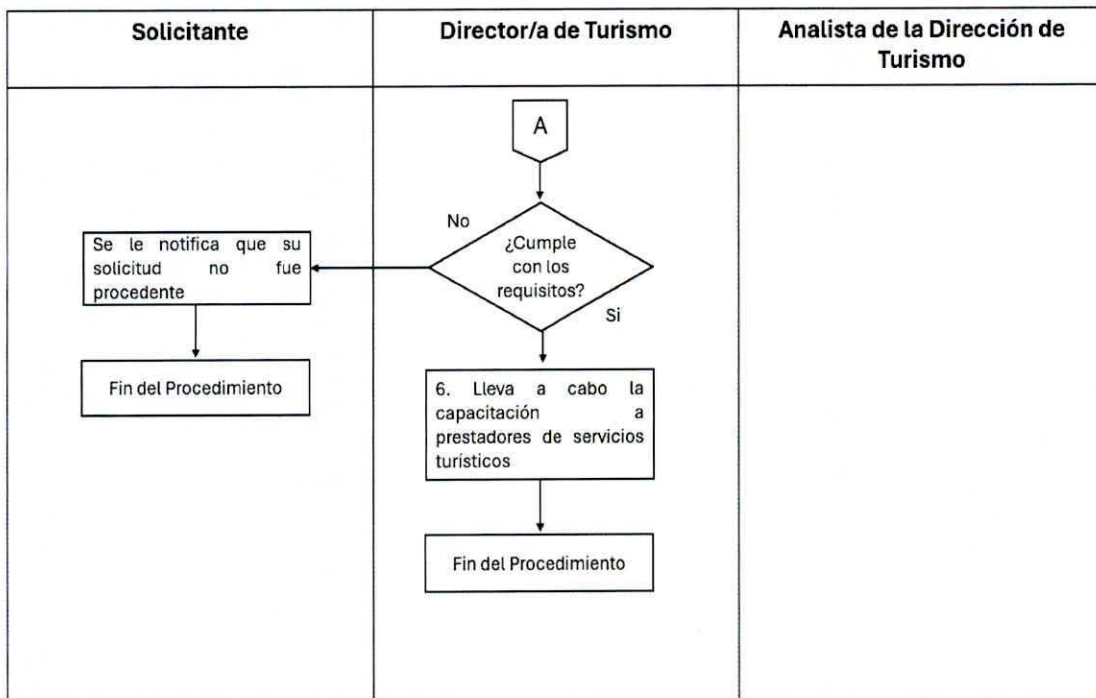 Solicitante
Director/a de Turismo
Analista de la Dirección de
Turismo
A
No
¿Cumple
con los
requisitos?
Si
Se le notifica que su
solicitud no fue
procedente
Fin del Procedimiento
6. Lleva a cabo la
capacitación a
prestadores de servicios
turísticos
Fin del Procedimiento